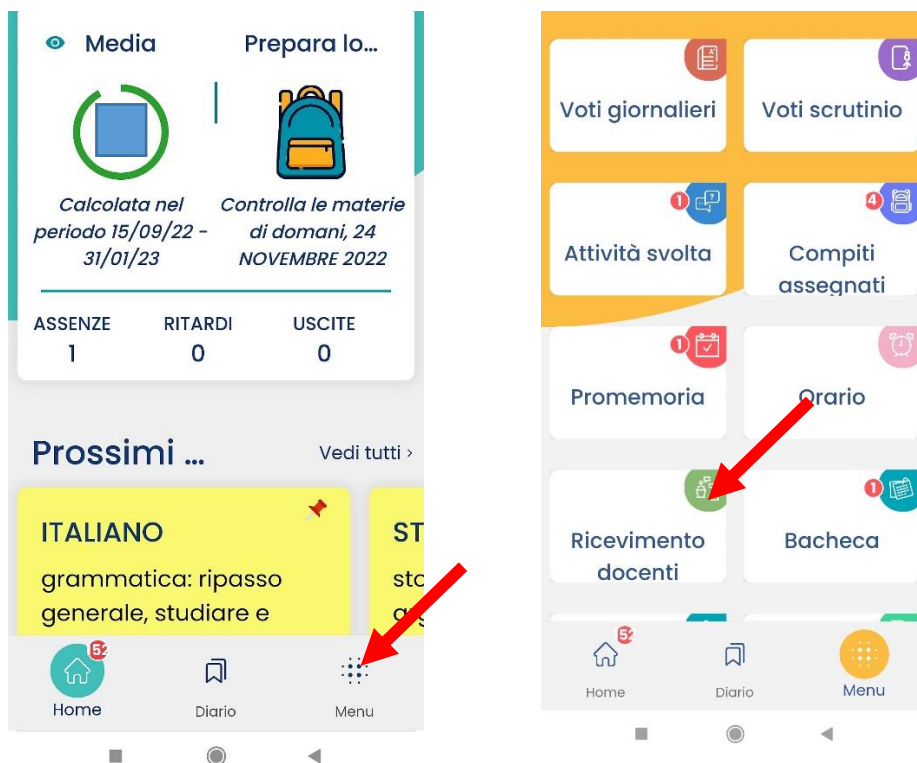 Media
Prepara lo...
Calcolata nel
periodo 15/09/22 -
31/01/23
Controlla le materie
di domani, 24
NOVEMBRE 2022
ASSENZE
RITARDI
USCITE
1
0
0
Prossimi ...
Vedi tutti ›
ITALIANO
grammatica: ripasso
generale, studiare e
ST
Home
Diario
Menu
Voti giornalieri
Voti scrutinio
1
Attività svolta
4
Compiti
assegnati
1
Promemoria
Orario
Ricevimento
docenti
1
Bacheca
Home
Diario
Menu